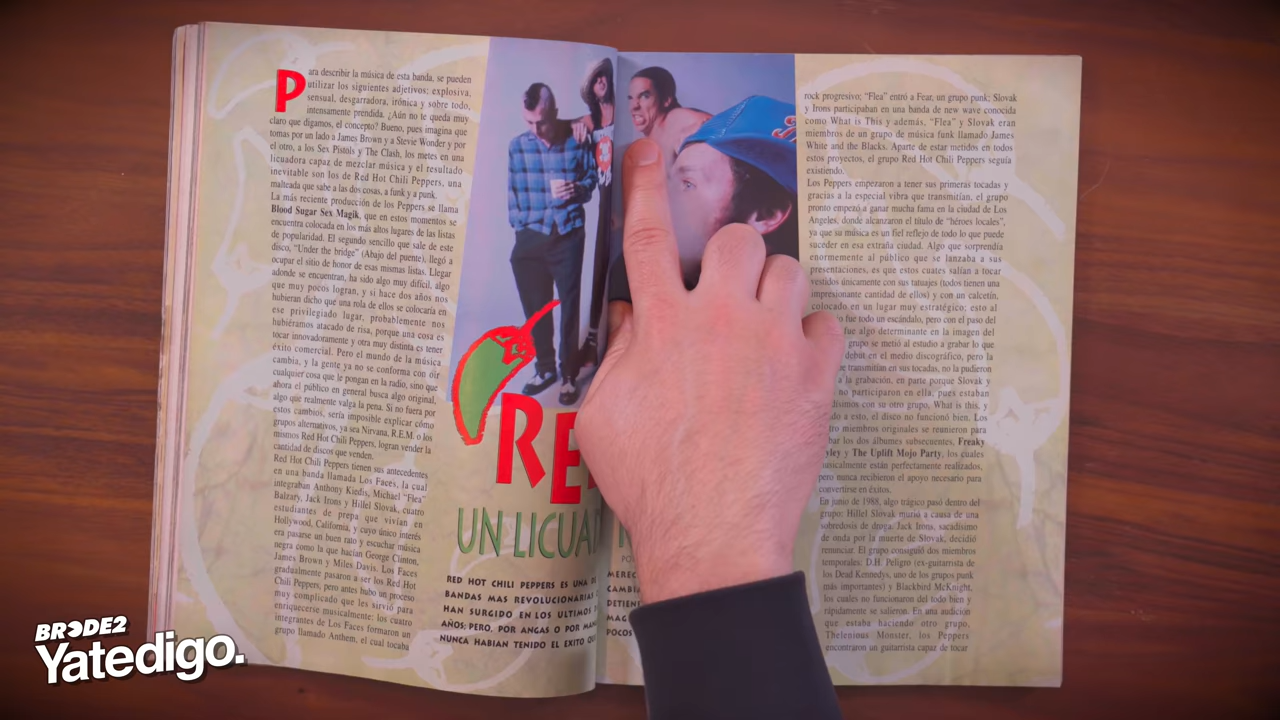 Para describir la música de esta banda, se pueden
utilizar los siguientes adjetivos; explosiva,
sensual, desgarradora, irónica y sobre todo,
intensamente prendida. ¿Aún no te queda muy
claro que digamos, el concepto? Bueno, pues imagina que
tomas por un lado a James Brown y a Stevie Wonder y por
el otro, a los Sex Pistols y The Clash, los metes en una
licuadora capaz de mezclar música y el resultado
inevitable son los de Red Hot Chili Peppers, una
malteada que sabe a las dos cosas, a funk y a punk.
La más reciente producción de los Peppers se llama
Blood Sugar Sex Magik, que en estos momentos se
encuentra colocada en los más altos lugares de las listas
de popularidad. El segundo sencillo que sale de este
disco, "Under the bridge" (Abajo del puente), llegó a
ocupar el sitio de honor de esas mismas listas. Llegar
adonde se encuentran, ha sido algo muy difícil, algo
que muy pocos logran, y si hace dos años nos
hubieran dicho que una rola de ellos se colocaría en
ese privilegiado lugar, probablemente nos
hubiéramos atacado de risa, porque una cosa es
tocar innovadoramente y otra muy distinta es tener
éxito comercial. Pero el mundo de la música
cambia, y la gente ya no se conforma con oír
cualquier cosa que le pongan en la radio, sino que
ahora el público en general busca algo original,
algo que realmente valga la pena. Si no fuera por
estos cambios, sería imposible explicar cómo
grupos alternativos, ya sea Nirvana, R.E.M. o los
mismos Red Hot Chili Peppers, logran vender la
cantidad de discos que venden.
Red Hot Chili Peppers tienen sus antecedentes
en una banda llamada Los Faces, la cual
integraban Anthony Kiedis, Michael "Flea"
Balzary, Jack Irons y Hillel Slovak, cuatro
estudiantes de prepa que vivían en
Hollywood, California, y cuyo único interés
era pasarse un buen rato y escuchar música
negra como la que hacían George Clinton,
James Brown y Miles Davis. Los Faces
gradualmente pasaron a ser los Red Hot
Chili Peppers, pero antes hubo un proceso
muy complicado que les sirvió para
enriquecerse musicalmente: los cuatro
integrantes de Los Faces formaron un
grupo llamado Anthem, el cual tocaba
RE
UN LICUA
RED HOT CHILI PEPPERS ES UNA DE
BANDAS MAS REVOLUCIONARIAS
HAN SURGIDO EN LOS ULTIMOS
AÑOS; PERO, POR ANGAS O POR MAN
NUNCA HABIAN TENIDO EL EXITO QU
PO
MEREC
CAMBI
DETIEN
MAG
POCOS
rock progresivo; "Flea" entró a Fear, un grupo punk; Slovak
y Irons participaban en una banda de new wave conocida
como What is This y además, "Flea" y Slovak eran
miembros de un grupo de música funk llamado James
White and the Blacks. Aparte de estar metidos en todos
estos proyectos, el grupo Red Hot Chili Peppers seguía
existiendo.
Los Peppers empezaron a tener sus primeras tocadas y
gracias a la especial vibra que transmitían, el grupo
pronto empezó a ganar mucha fama en la ciudad de Los
Angeles, donde alcanzaron el título de "héroes locales",
ya que su música es un fiel reflejo de todo lo que puede
suceder en esa extraña ciudad. Algo que sorprendía
enormemente al público que se lanzaba a sus
presentaciones, es que estos cuates salían a tocar
vestidos únicamente con sus tatuajes (todos tienen una
impresionante cantidad de ellos) y con un calcetín,
colocado en un lugar muy estratégico; esto al
fue todo un escándalo, pero con el paso del
fue algo determinante en la imagen del
grupo se metió al estudio a grabar lo que
debut en el medio discográfico, pero la
e transmitían en sus tocadas, no la pudieron
a la grabación, en parte porque Slovak y
no participaron en ella, pues estaban
dísimos con su otro grupo, What is this, y
do a esto, el disco no funcionó bien. Los
tro miembros originales se reunieron para
bar los dos álbumes subsecuentes, Freaky
yley y The Uplift Mojo Party, los cuales
musicalmente están perfectamente realizados,
pero nunca recibieron el apoyo necesario para
convertirse en éxitos.
En junio de 1988, algo trágico pasó dentro del
grupo: Hillel Slovak murió a causa de una
sobredosis de droga. Jack Irons, sacadísimo
de onda por la muerte de Slovak, decidió
renunciar. El grupo consiguió dos miembros
temporales: D.H. Peligro (ex-guitarrista de
los Dead Kennedys, uno de los grupos punk
más importantes) y Blackbird McKnight,
los cuales no funcionaron del todo bien y
rápidamente se salieron. En una audición
que estaba haciendo otro grupo,
Thelenious Monster, los Peppers
encontraron un guitarrista capaz de tocar
BRODE2
Yatedigo.